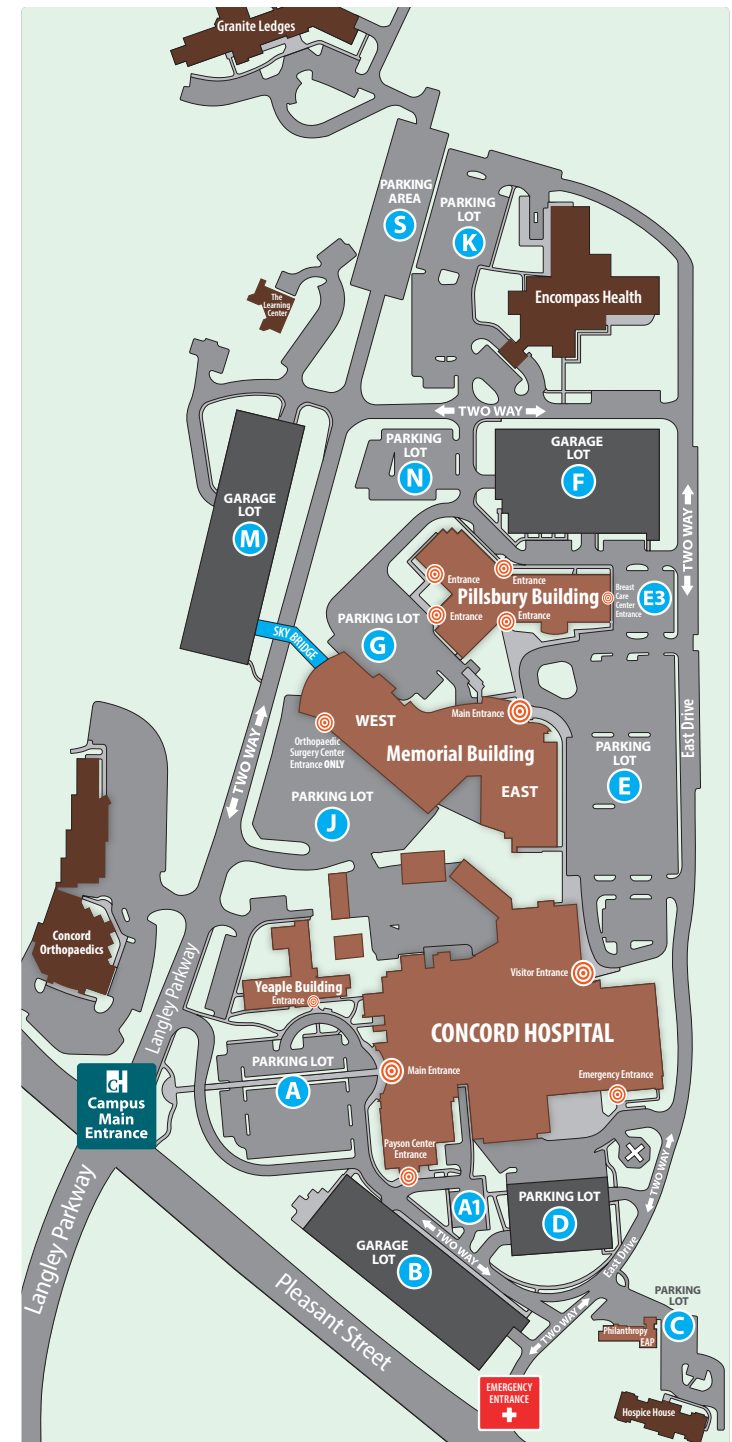 Granite Ledges
PARKING
AREA
S
PARKING
LOT
K
The
Learning
Center
Encompass Health
TWO WAY
PARKING
LOT
N
GARAGE
LOT
F
GARAGE
LOT
M
TWO WAY
Entrance
Entrance
Pillsbury Building
Breast
Care
Center
Entrance
E3
Entrance
Entrance
PARKING LOT
G
SKY BRIDGE
WEST
Main Entrance
Orthopaedic
Surgery Center
Entrance ONLY
Memorial Building
EAST
East Drive
PARKING
LOT
E
TWO WAY
PARKING LOT
J
Concord
Orthopaedics
Langley Parkway
Yeaple Building
Entrance
Visitor Entrance
CONCORD HOSPITAL
PARKING LOT
A
Main Entrance
Emergency Entrance
CH
Campus
Main
Entrance
Payson Center
Entrance
A1
PARKING LOT
D
TWO WAY
TWO WAY
East Drive
GARAGE
LOT
B
Langley Parkway
Pleasant Street
PARKING
LOT
C
TWO WAY
Philanthropy
EAP
EMERGENCY
ENTRANCE
Hospice House